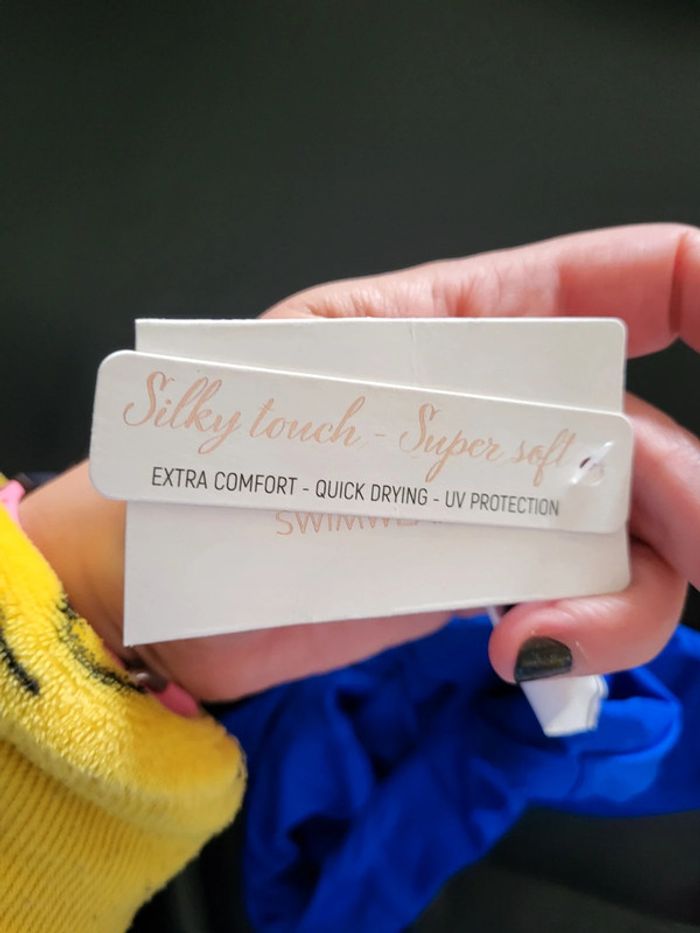 Silky touch - Super soft
EXTRA COMFORT - QUICK DRYING - UV PROTECTION